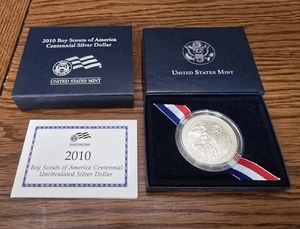 2010 Boy Scouts of America
Centennial Silver Dollar
UNITED STATES MINT
UNITED STATES MINT
2010
Boy Scouts of America Centennial
Uncirculated Silver Dollar